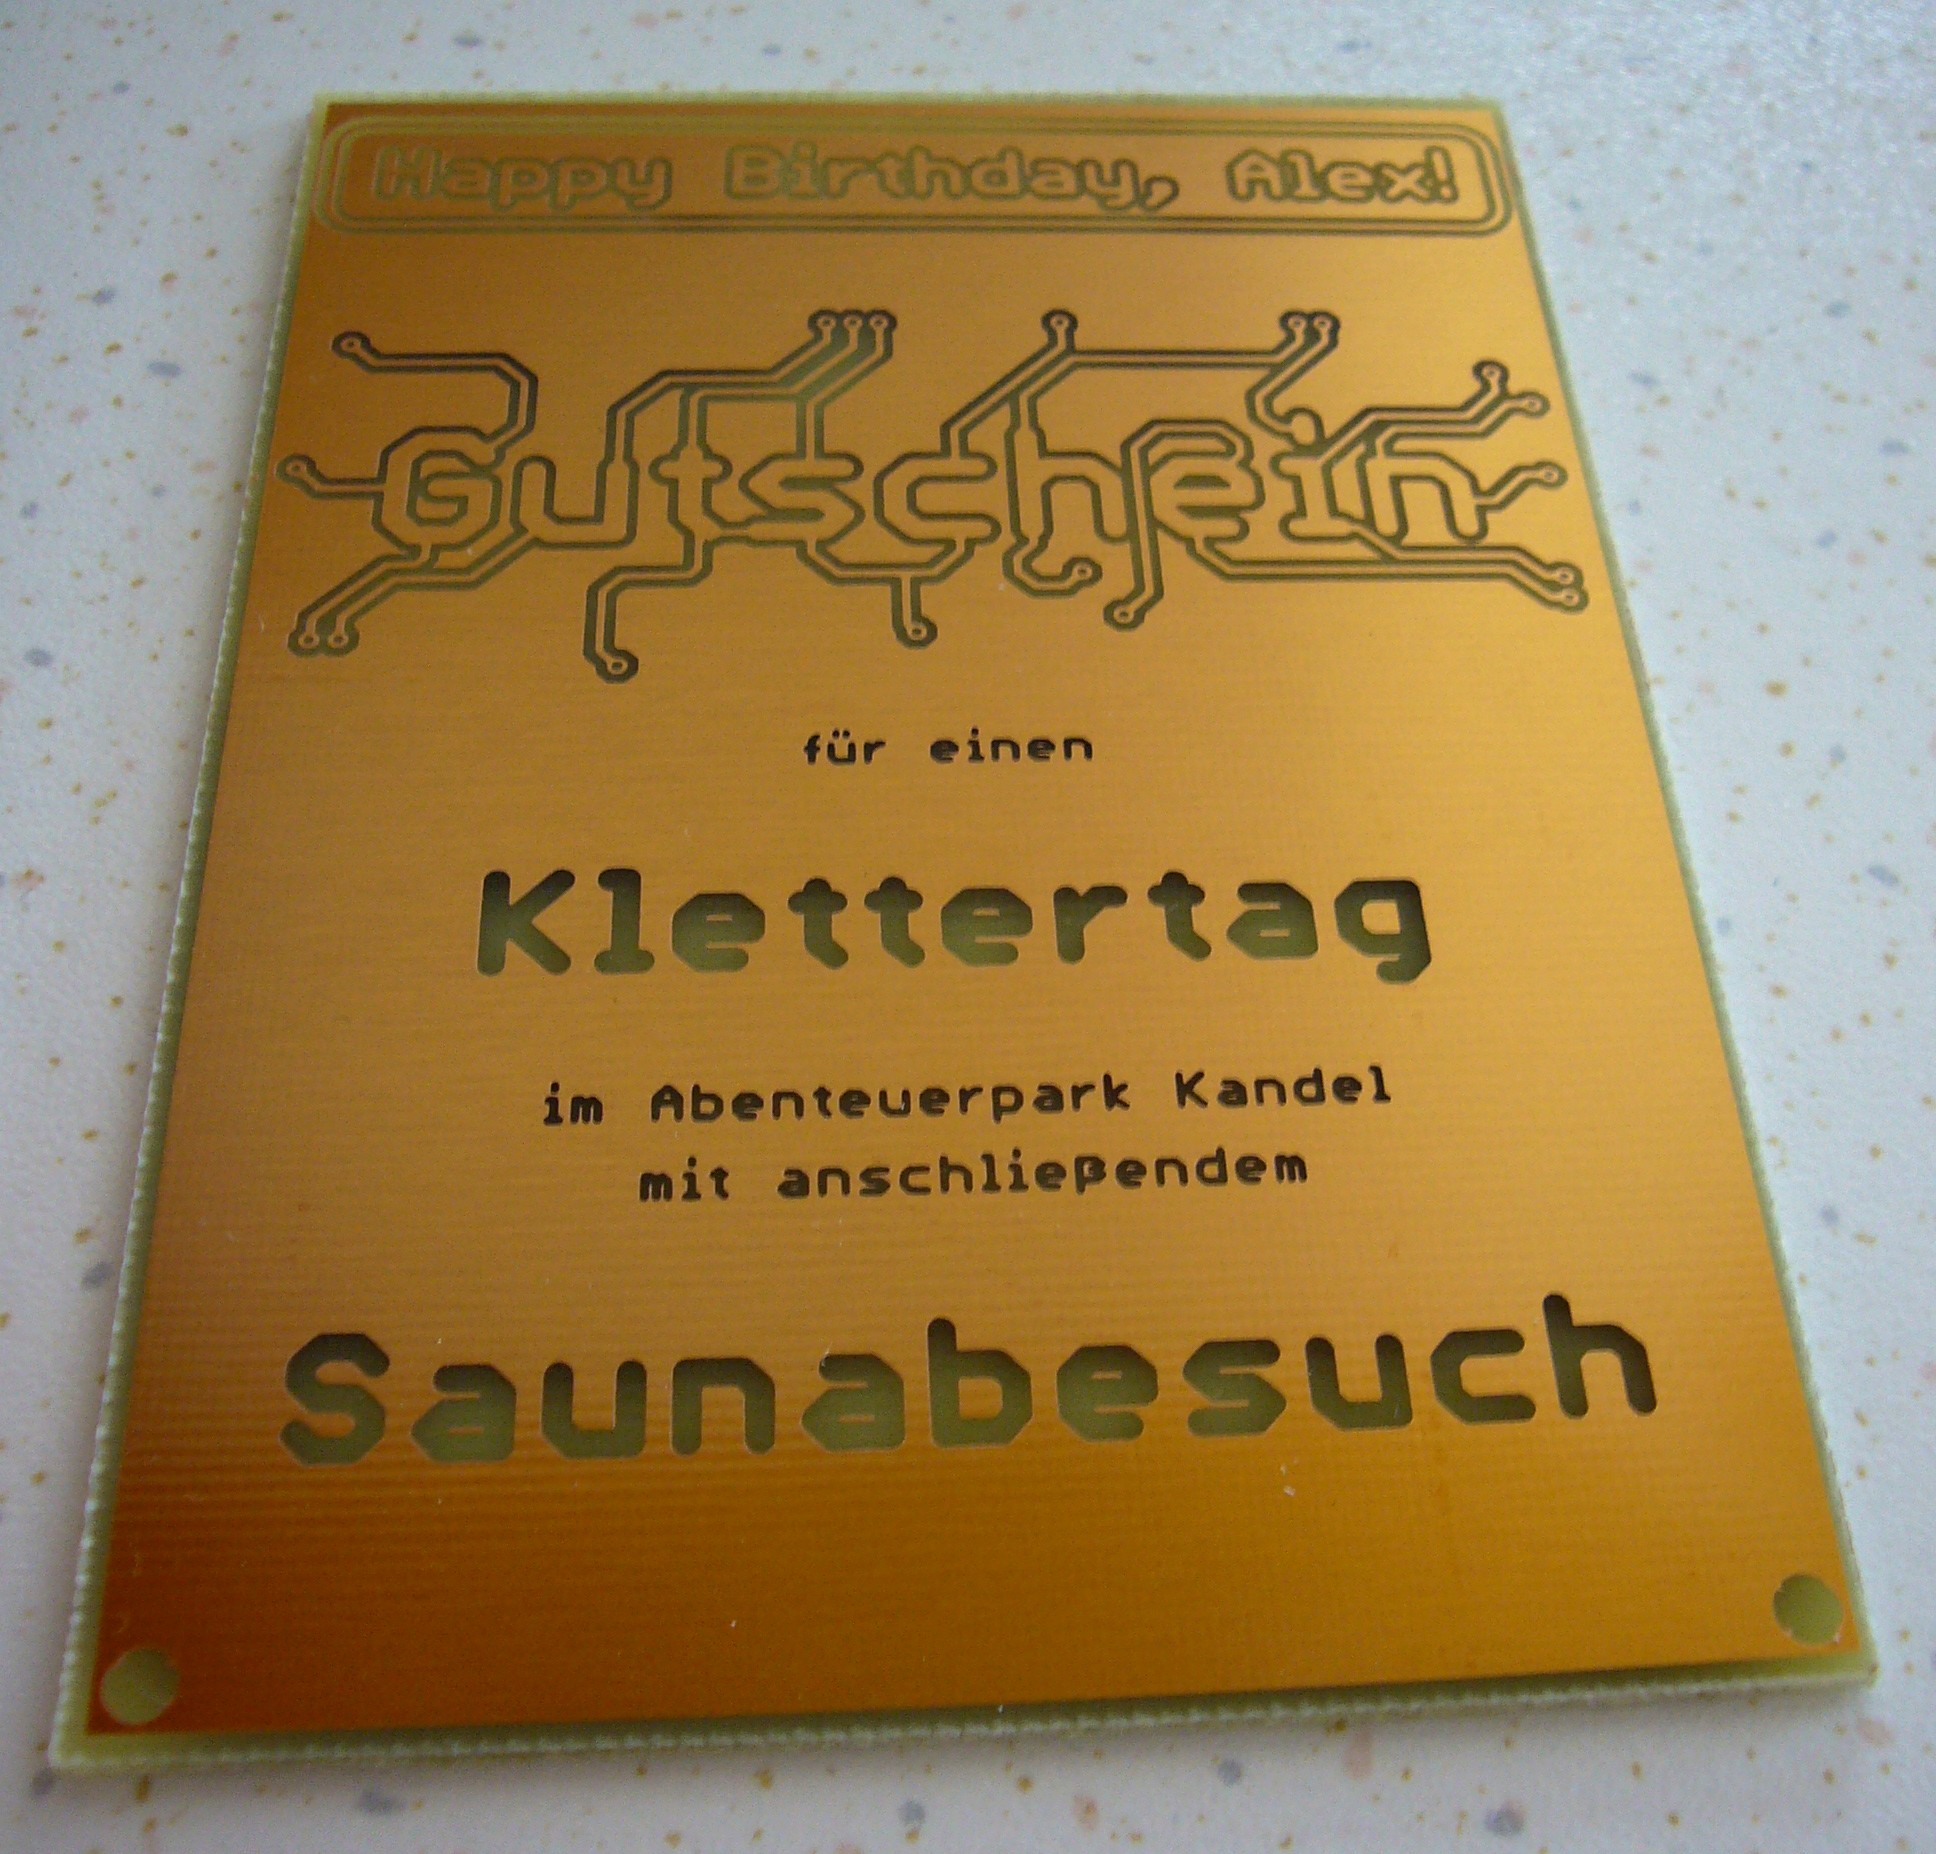 Happy Birthday, Alex!
Gutschein
für einen
Klettertag
im Abenteuerpark Kandel
mit anschließendem
Saunabesuch